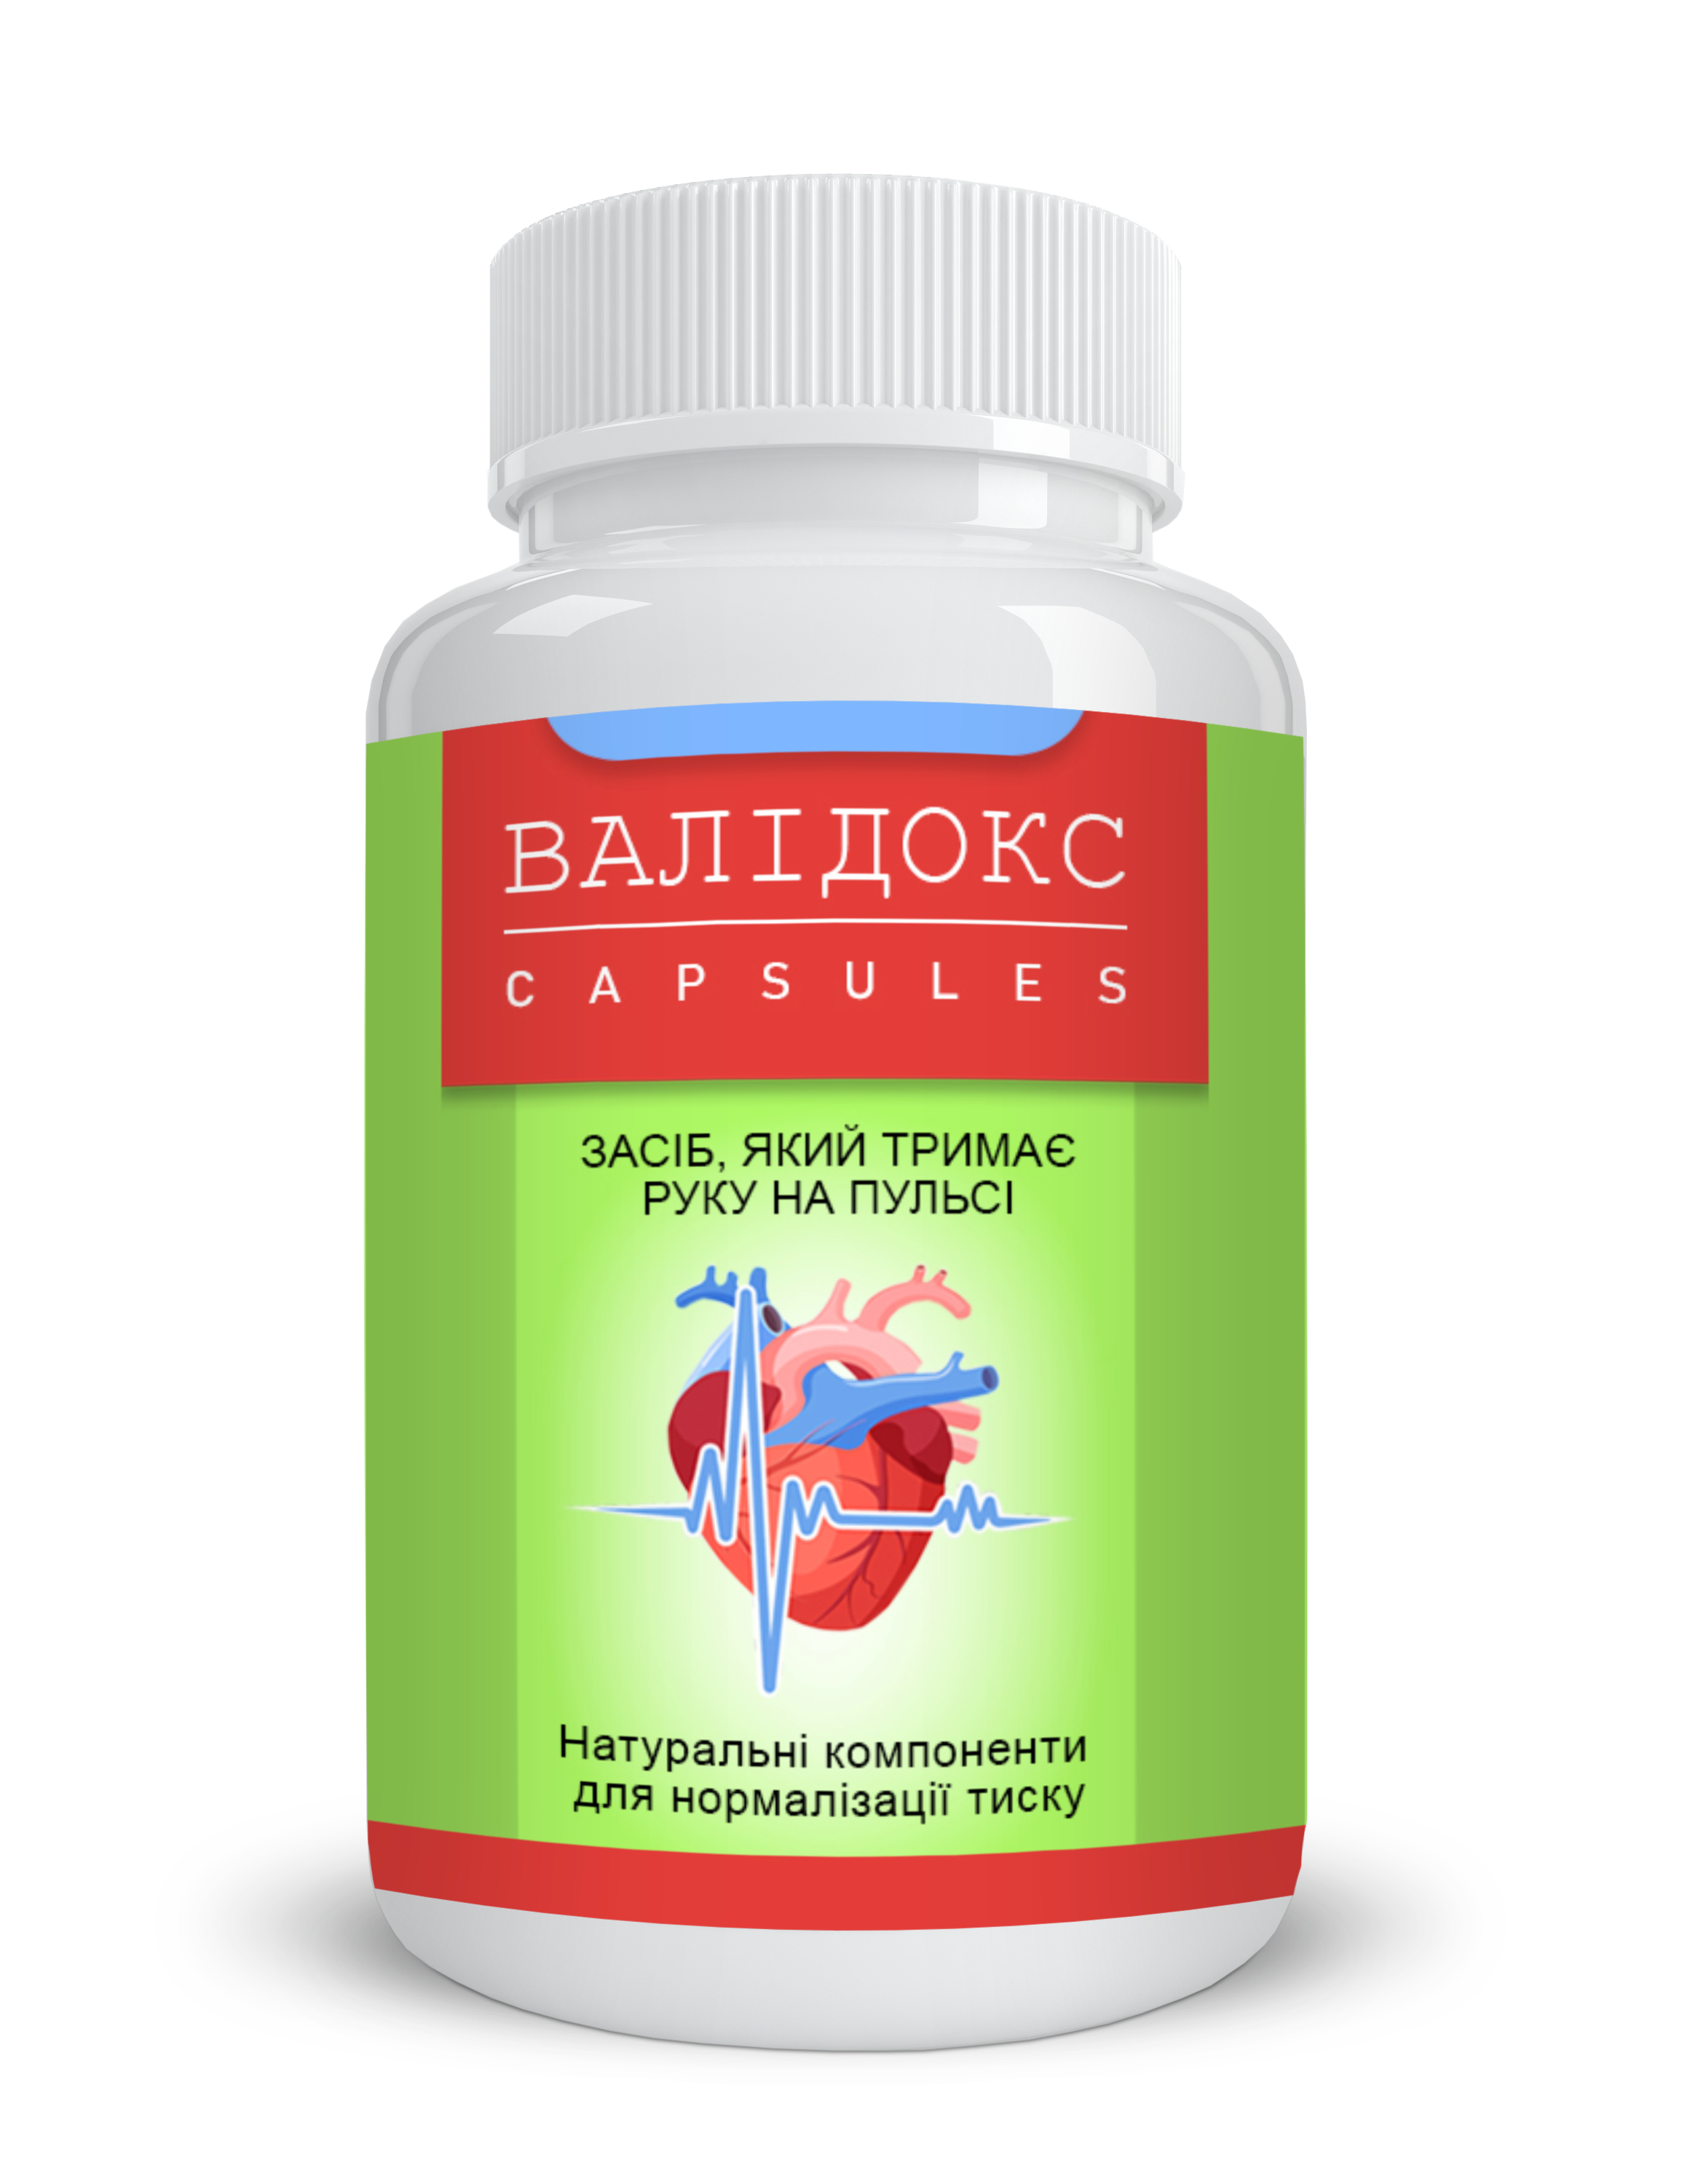 ВАЛІДОКС
CAPSULES
ЗАСІБ, ЯКИЙ ТРИМАЄ
РУКУ НА ПУЛЬСІ
Натуральні компоненти
для нормалізації тиску